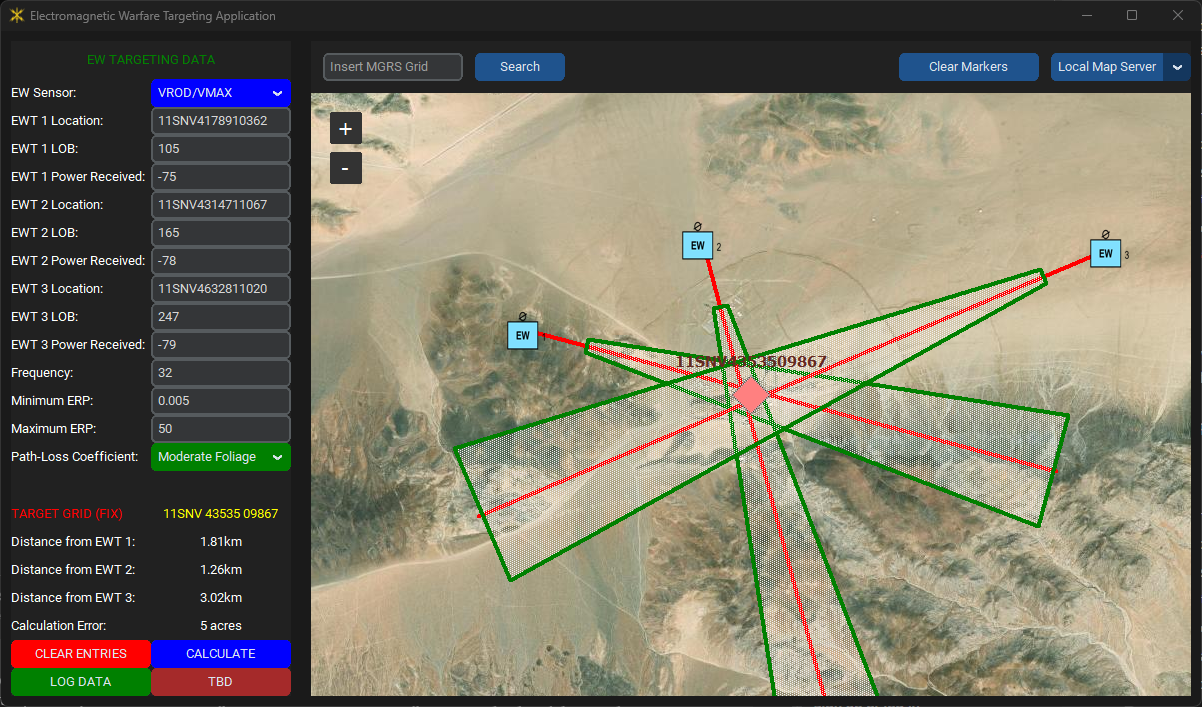 Electromagnetic Warfare Targeting Application
EW TARGETING DATA
EW Sensor: VROD/VMAX
EWT 1 Location: 11SNV4178910362
EWT 1 LOB: 105
EWT 1 Power Received: -75
EWT 2 Location: 11SNV4314711067
EWT 2 LOB: 165
EWT 2 Power Received: -78
EWT 3 Location: 11SNV4632811020
EWT 3 LOB: 247
EWT 3 Power Received: -79
Frequency: 32
Minimum ERP: 0.005
Maximum ERP: 50
Path-Loss Coefficient: Moderate Foliage
TARGET GRID (FIX) 11SNV 43535 09867
Distance from EWT 1: 1.81km
Distance from EWT 2: 1.26km
Distance from EWT 3: 3.02km
Calculation Error: 5 acres
CLEAR ENTRIES CALCULATE
LOG DATA TBD
Insert MGRS Grid Search Clear Markers Local Map Server
+
-
EW 2
EW 3
EW
11SNV4353509867